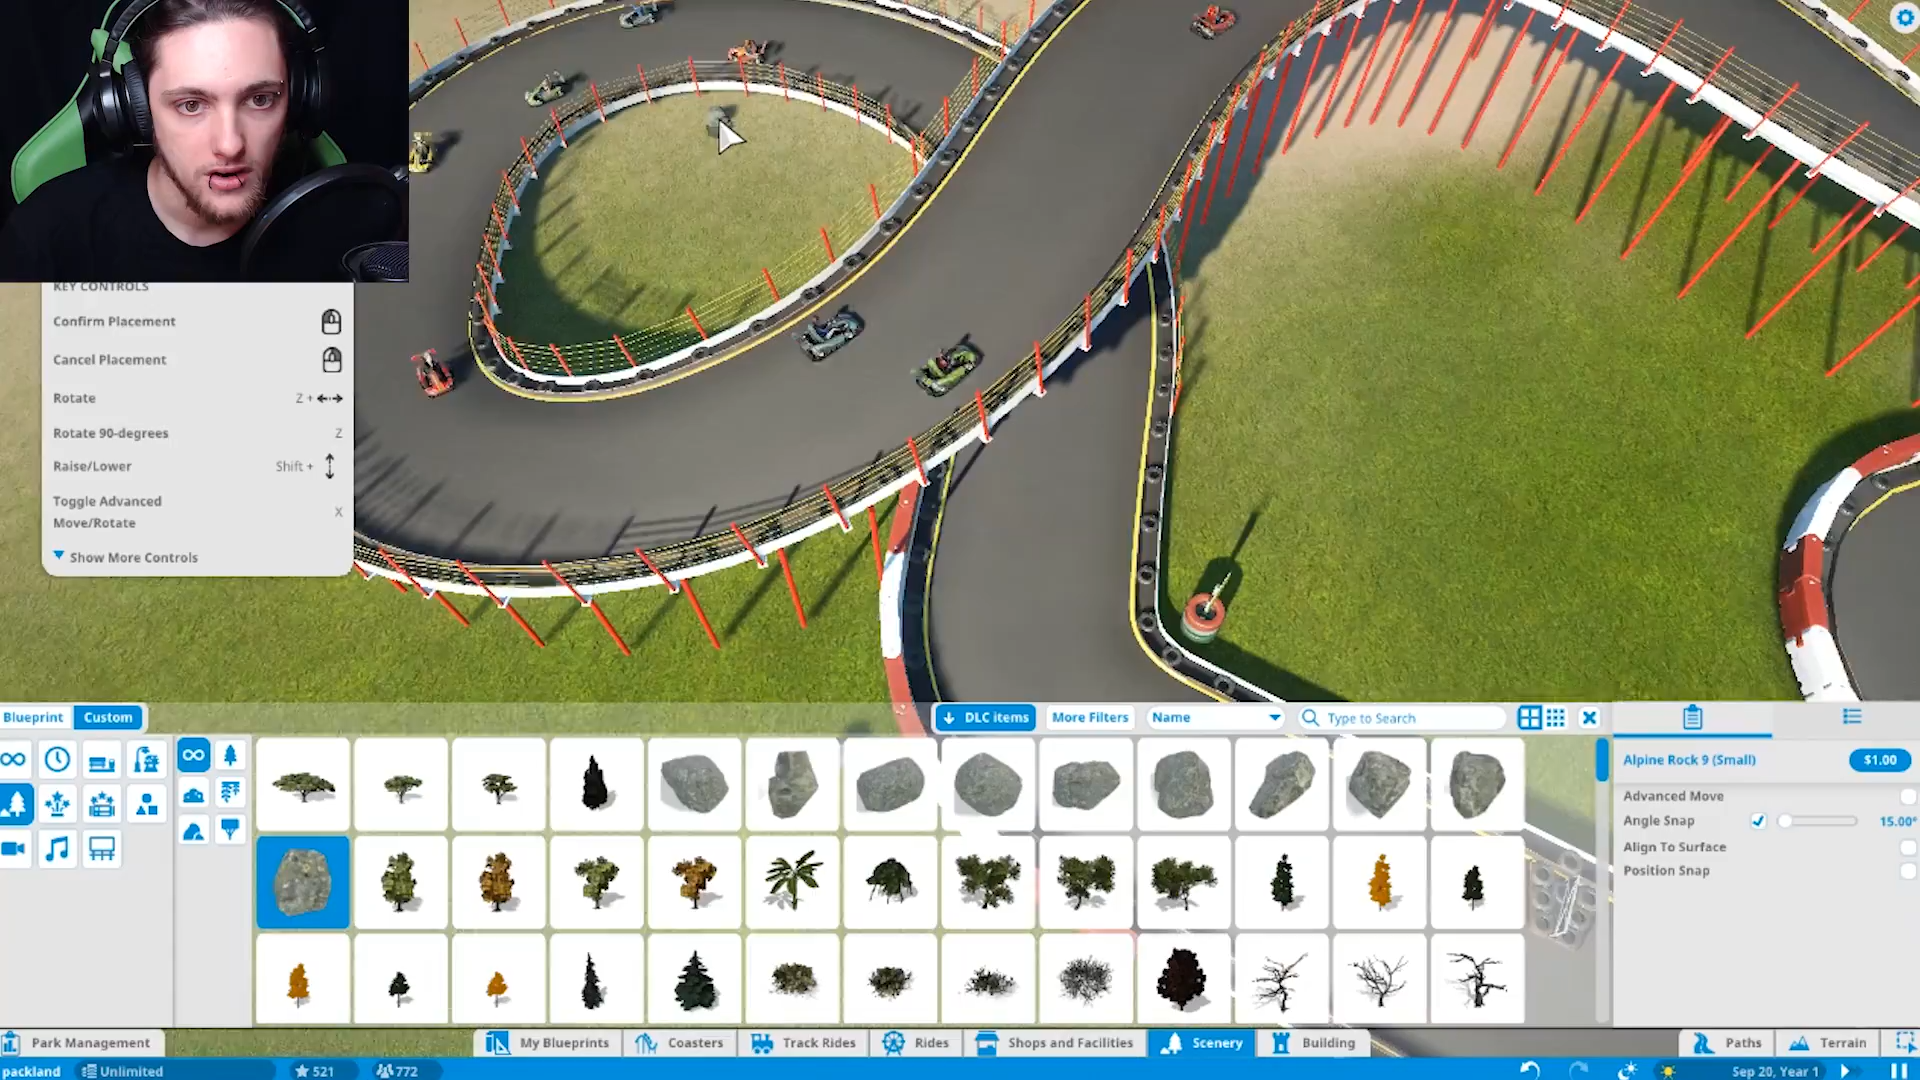 KEY CONTROLS
Confirm Placement
Cancel Placement
Rotate Z +
Rotate 90-degrees Z
Raise/Lower Shift +
Toggle Advanced
Move/Rotate X
Show More Controls
Blueprint Custom
DLC items More Filters Name Type to Search
Alpine Rock 9 (Small) $1.00
Advanced Move
Angle Snap 15.00°
Align To Surface
Position Snap
Park Management My Blueprints Coasters Track Rides Rides Shops and Facilities Scenery Building Paths Terrain
packland Unlimited 521 772 Sep 20, Year 1